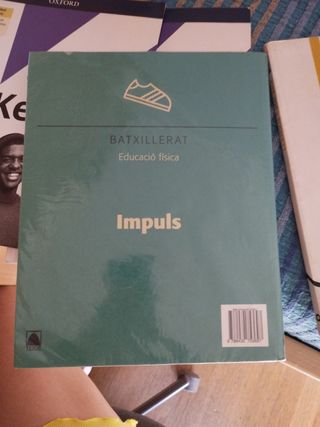 OXFORD
Ke
BATXILLERAT
Educació física
Impuls